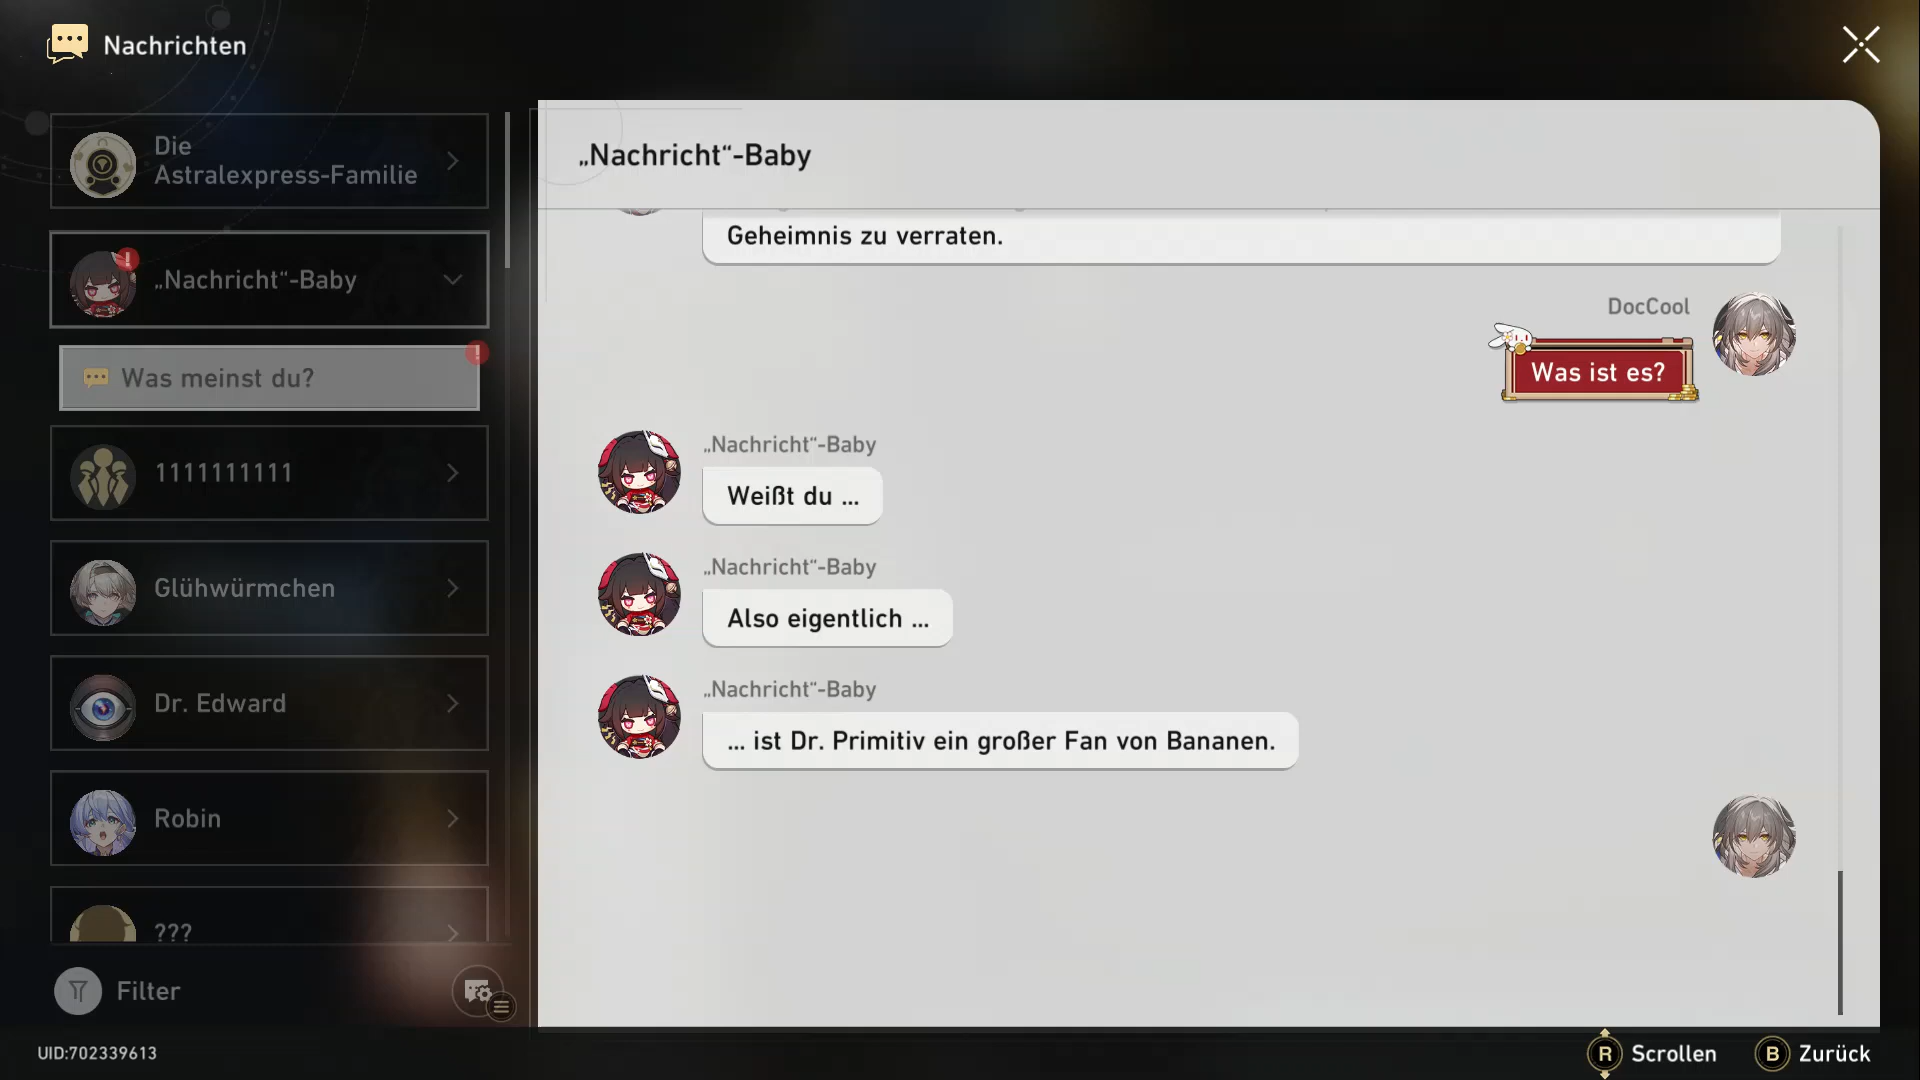 Nachrichten
Die
Astralexpress-Familie
„Nachricht“-Baby
Was meinst du?
1111111111
Glühwürmchen
Dr. Edward
Robin
???
Filter
UID:702339613
„Nachricht“-Baby
Geheimnis zu verraten.
DocCool
Was ist es?
„Nachricht“-Baby
Weißt du ...
„Nachricht“-Baby
Also eigentlich ...
„Nachricht“-Baby
... ist Dr. Primitiv ein großer Fan von Bananen.
R Scrollen
B Zurück